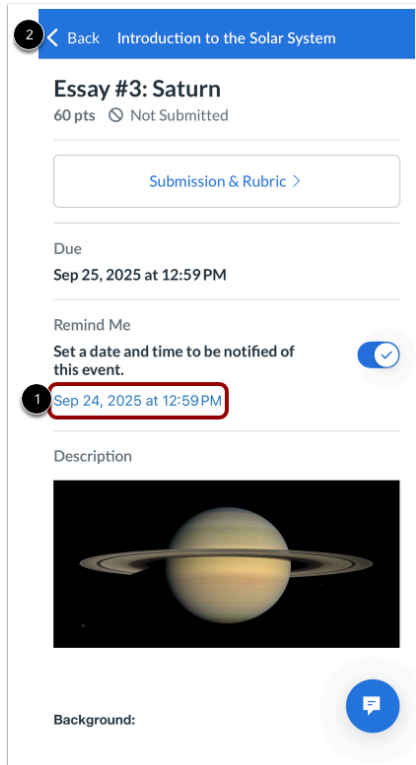 2 Back Introduction to the Solar System
Essay #3: Saturn
60 pts Not Submitted
Submission & Rubric >
Due
Sep 25, 2025 at 12:59 PM
Remind Me
Set a date and time to be notified of
this event.
1 Sep 24, 2025 at 12:59 PM
Description
Background: